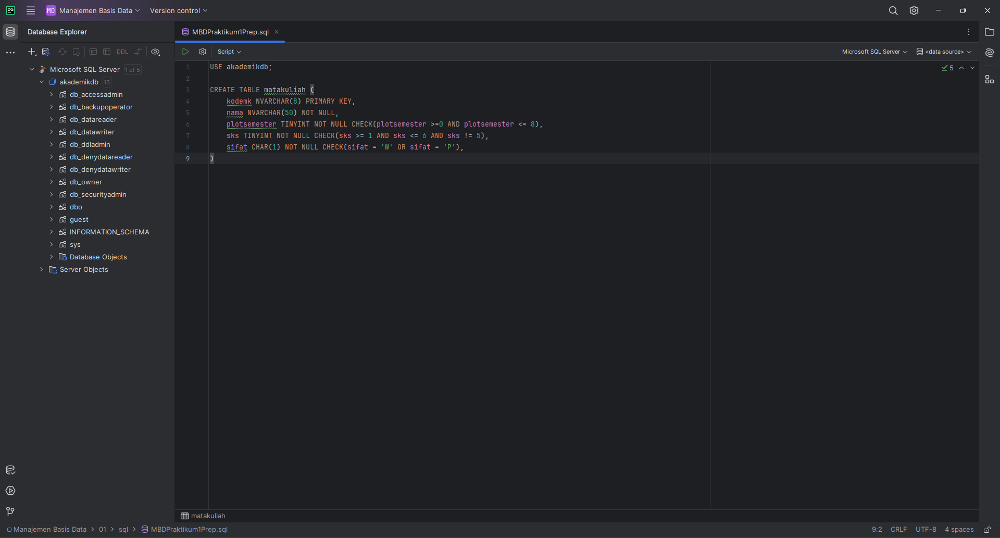 DG
MD Manajemen Basis Data Version control
Database Explorer
MBDPraktikum1Prep.sql
DDL
Script
Microsoft SQL Server <data source>
Microsoft SQL Server 1 of 5
akademikdb 13
db_accessadmin
db_backupoperator
db_datareader
db_datawriter
db_ddladmin
db_denydatareader
db_denydatawriter
db_owner
db_securityadmin
dbo
guest
INFORMATION_SCHEMA
sys
Database Objects
Server Objects
5
1 USE akademikdb;
2
3 CREATE TABLE matakuliah (
4     kodemk NVARCHAR(8) PRIMARY KEY,
5     nama NVARCHAR(50) NOT NULL,
6     plotsemester TINYINT NOT NULL CHECK(plotsemester >=0 AND plotsemester <= 8),
7     sks TINYINT NOT NULL CHECK(sks >= 1 AND sks <= 6 AND sks != 5),
8     sifat CHAR(1) NOT NULL CHECK(sifat = 'W' OR sifat = 'P'),
9 )
matakuliah
Manajemen Basis Data > 01 > sql > MBDPraktikum1Prep.sql
9:2 CRLF UTF-8 4 spaces